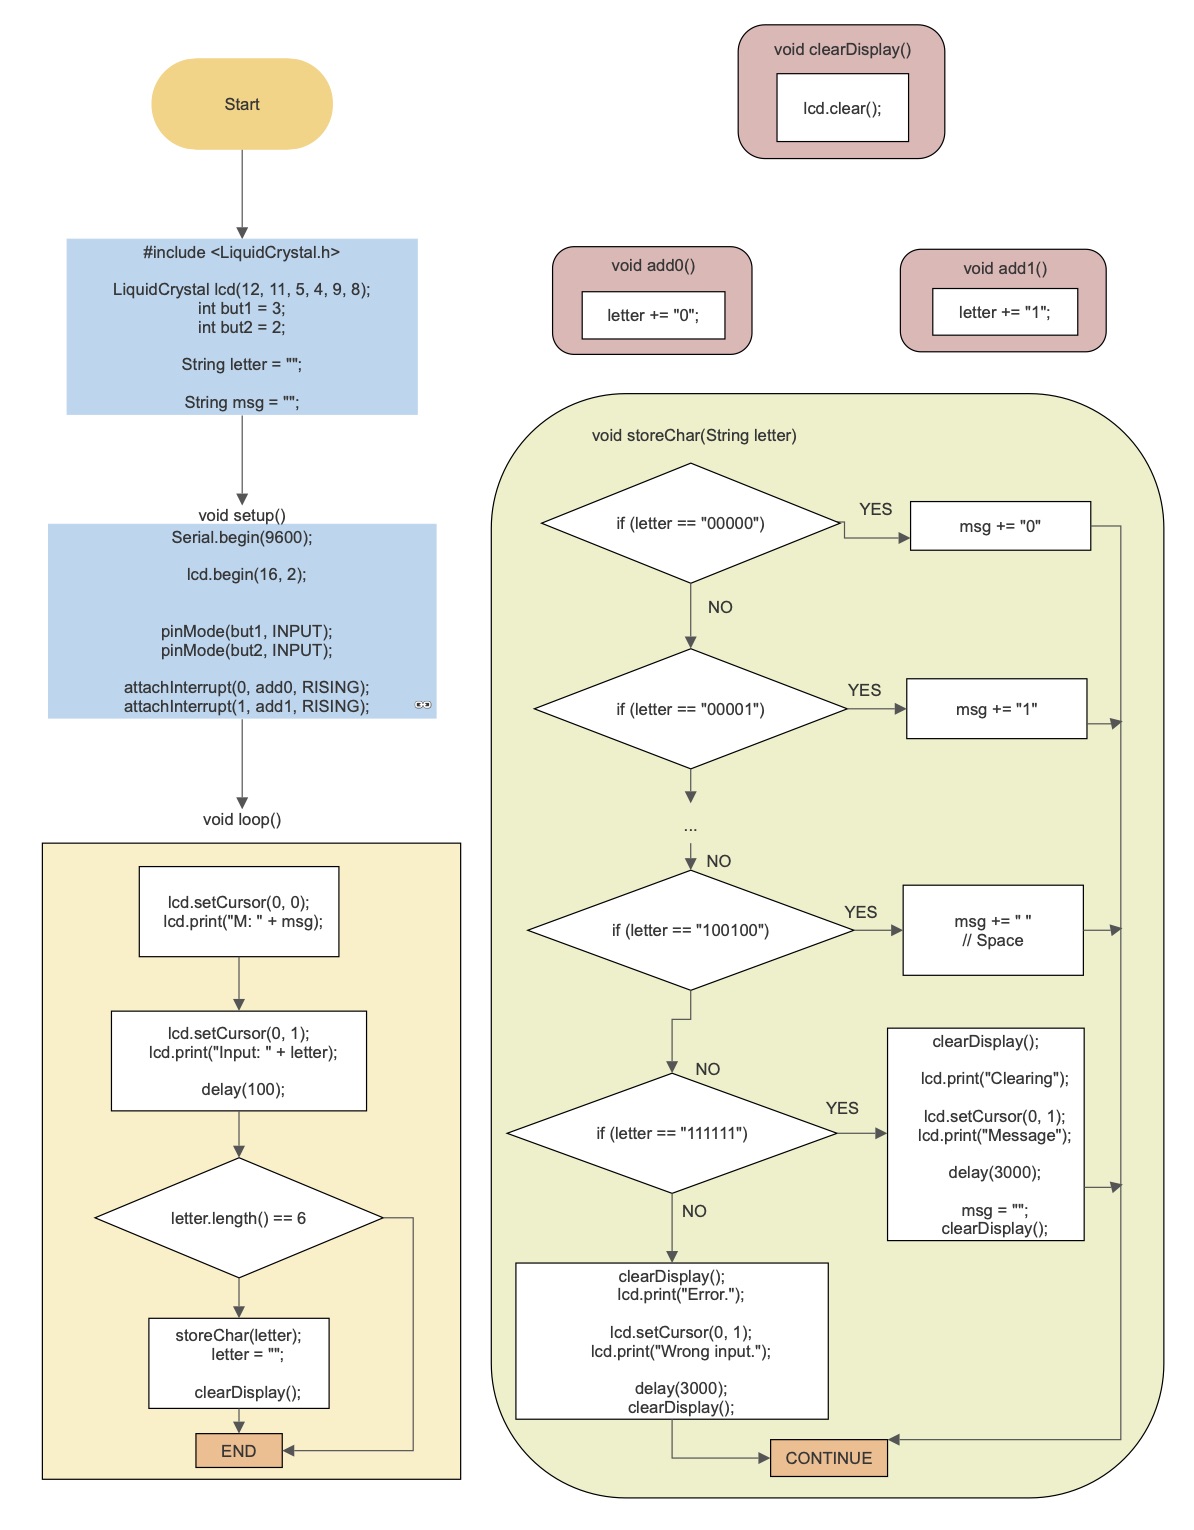 Start
#include <LiquidCrystal.h>
LiquidCrystal lcd(12, 11, 5, 4, 9, 8);
int but1 = 3;
int but2 = 2;
String letter = "";
String msg = "";
void setup()
Serial.begin(9600);
lcd.begin(16, 2);
pinMode(but1, INPUT);
pinMode(but2, INPUT);
attachInterrupt(0, add0, RISING);
attachInterrupt(1, add1, RISING);
void loop()
lcd.setCursor(0, 0);
lcd.print("M: " + msg);
lcd.setCursor(0, 1);
lcd.print("Input: " + letter);
delay(100);
letter.length() == 6
storeChar(letter);
letter = "";
clearDisplay();
END
void clearDisplay()
lcd.clear();
void add0()
letter += "0";
void add1()
letter += "1";
void storeChar(String letter)
if (letter == "00000")
YES
msg += "0"
NO
if (letter == "00001")
YES
msg += "1"
...
NO
if (letter == "100100")
YES
msg += " "
// Space
NO
if (letter == "111111")
YES
clearDisplay();
lcd.print("Clearing");
lcd.setCursor(0, 1);
lcd.print("Message");
delay(3000);
msg = "";
clearDisplay();
NO
clearDisplay();
lcd.print("Error.");
lcd.setCursor(0, 1);
lcd.print("Wrong input.");
delay(3000);
clearDisplay();
CONTINUE